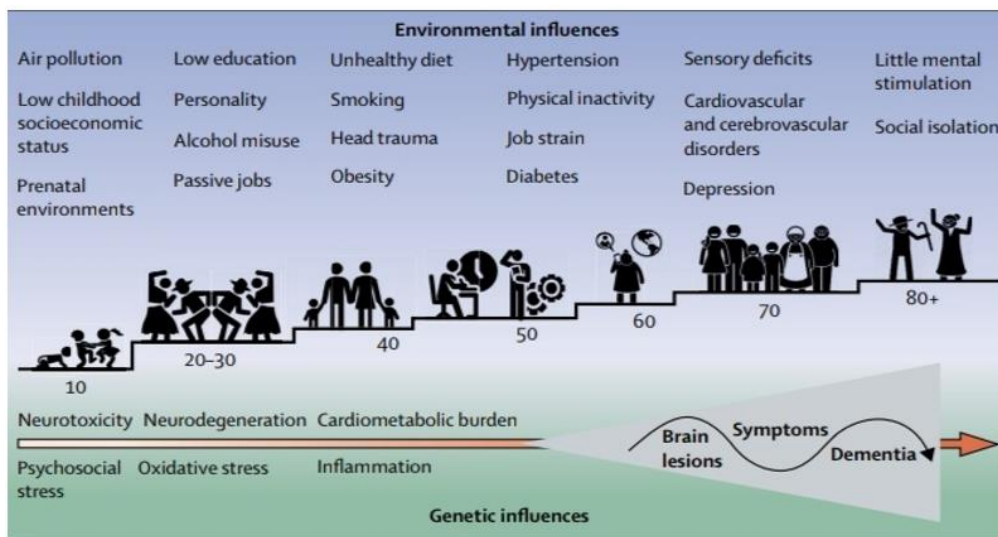 Environmental influences
Air pollution
Low childhood
socioeconomic
status
Prenatal
environments
Low education
Personality
Alcohol misuse
Passive jobs
Unhealthy diet
Smoking
Head trauma
Obesity
Hypertension
Physical inactivity
Job strain
Diabetes
Sensory deficits
Cardiovascular
and cerebrovascular
disorders
Depression
Little mental
stimulation
Social isolation
10
20–30
40
50
60
70
80+
Neurotoxicity
Neurodegeneration
Cardiometabolic burden
Psychosocial
stress
Oxidative stress
Inflammation
Brain
lesions
Symptoms
Dementia
Genetic influences